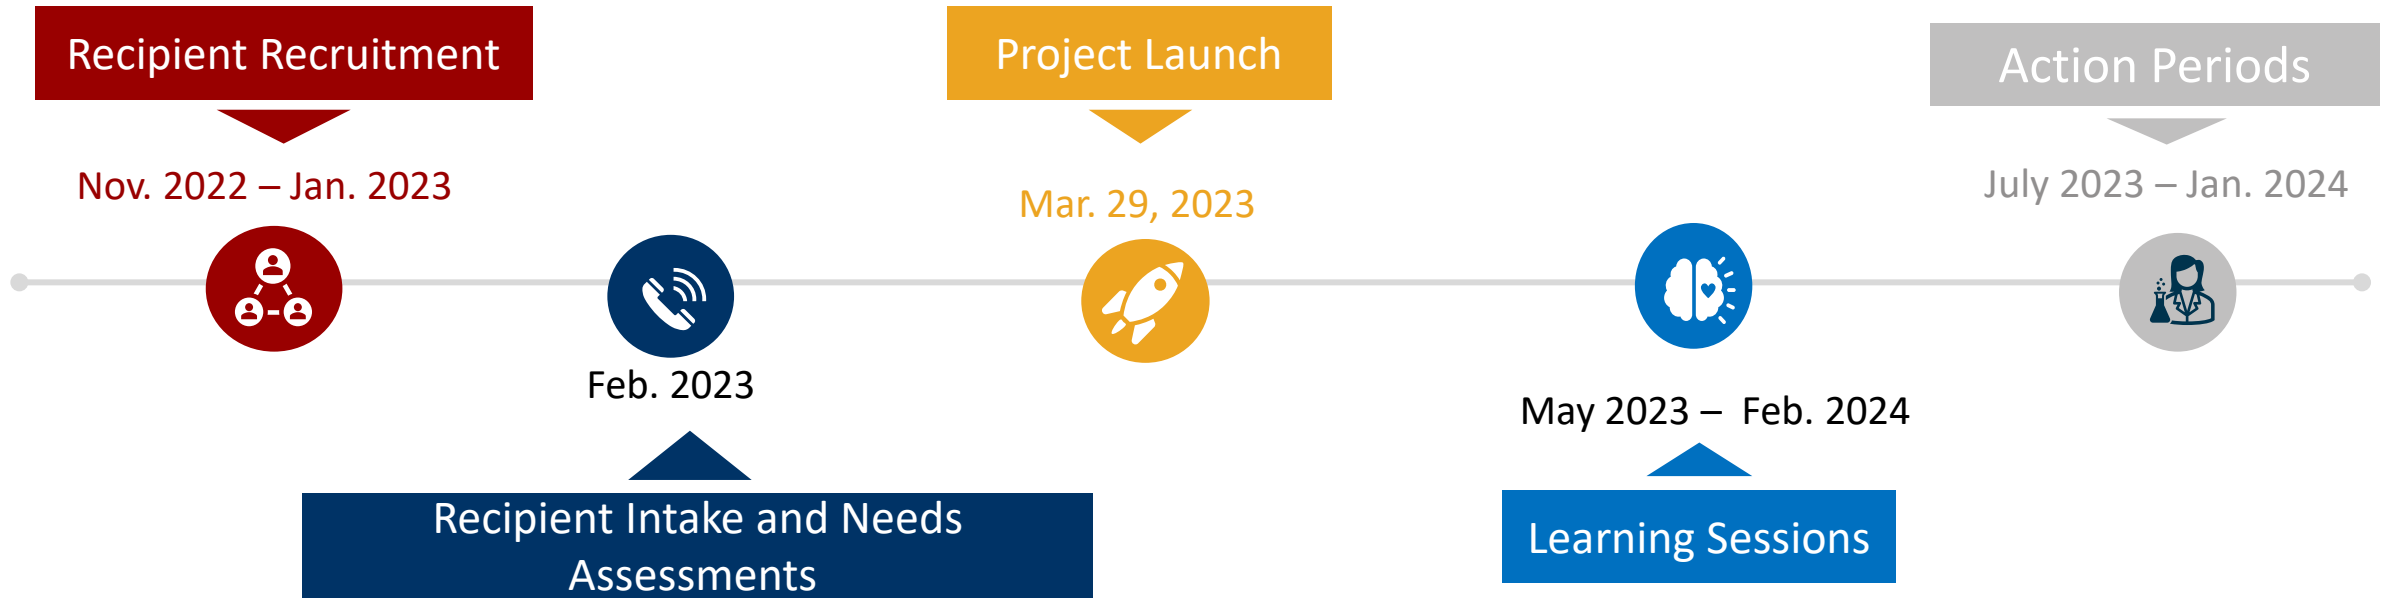 Recipient Recruitment
Nov. 2022 – Jan. 2023
Feb. 2023
Recipient Intake and Needs
Assessments
Project Launch
Mar. 29, 2023
May 2023 – Feb. 2024
Learning Sessions
Action Periods
July 2023 – Jan. 2024